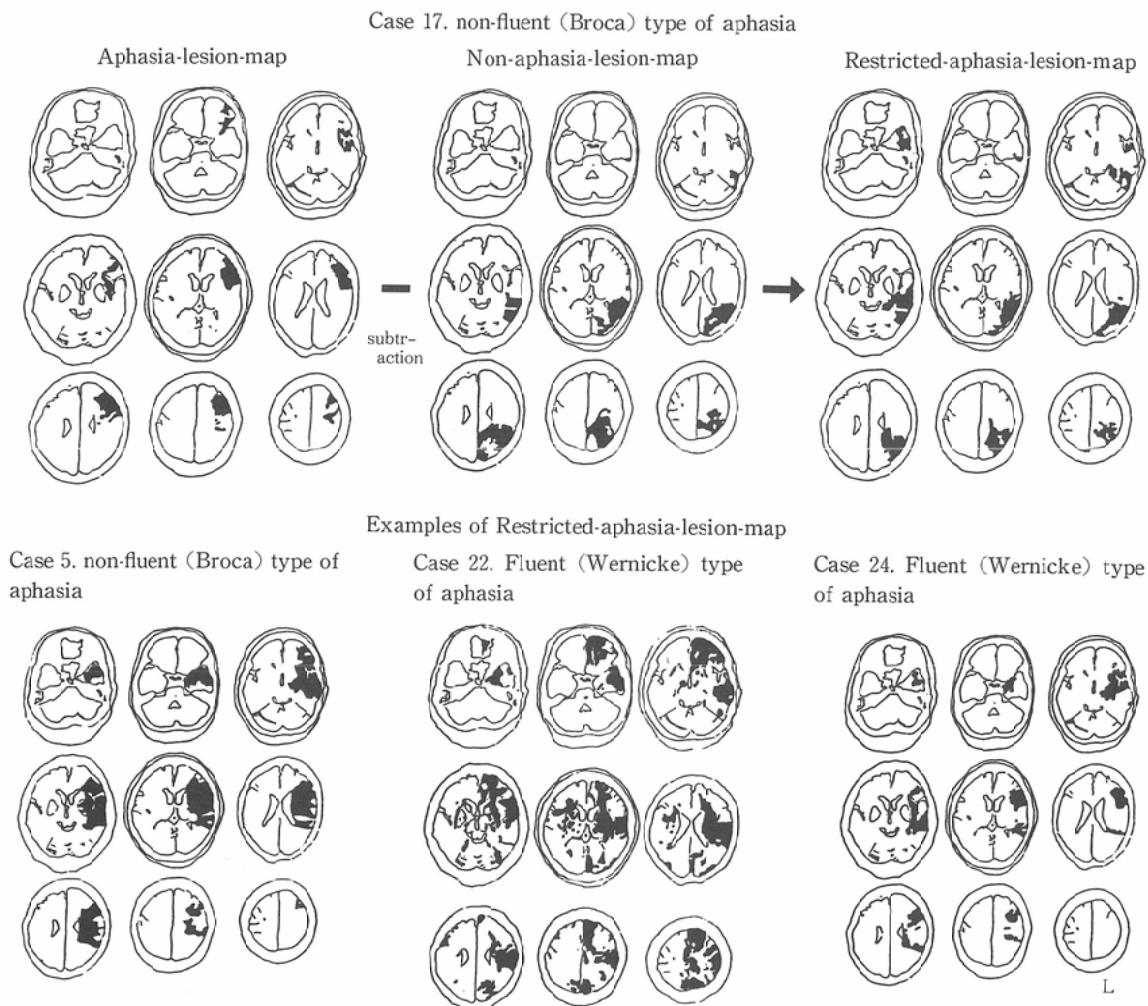 Case 17. non-fluent (Broca) type of aphasia
Aphasia-lesion-map
Non-aphasia-lesion-map
Restricted-aphasia-lesion-map
subtr-
action
Examples of Restricted-aphasia-lesion-map
Case 5. non-fluent (Broca) type of
aphasia
Case 22. Fluent (Wernicke) type
of aphasia
Case 24. Fluent (Wernicke) type
of aphasia
L